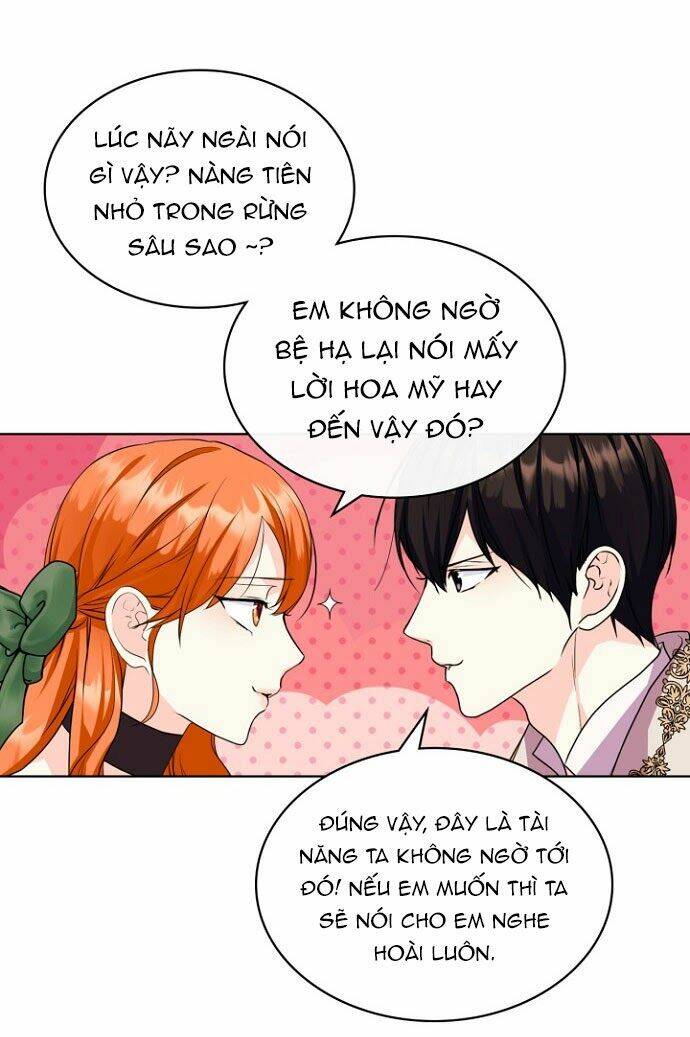 LÚC NÃY NGÀI NÓI
GÌ VẬY? NÀNG TIÊN
NHỎ TRONG RỪNG
SÂU SAO ~?
EM KHÔNG NGỜ
BỆ HẠ LẠI NÓI MẤY
LỜI HOA MỸ HAY
ĐẾN VẬY ĐÓ?
ĐÚNG VẬY, ĐÂY LÀ TÀI
NĂNG TA KHÔNG NGỜ TỚI
ĐÓ! NẾU EM MUỐN THÌ TA
SẼ NÓI CHO EM NGHE
HOÀI LUÔN.